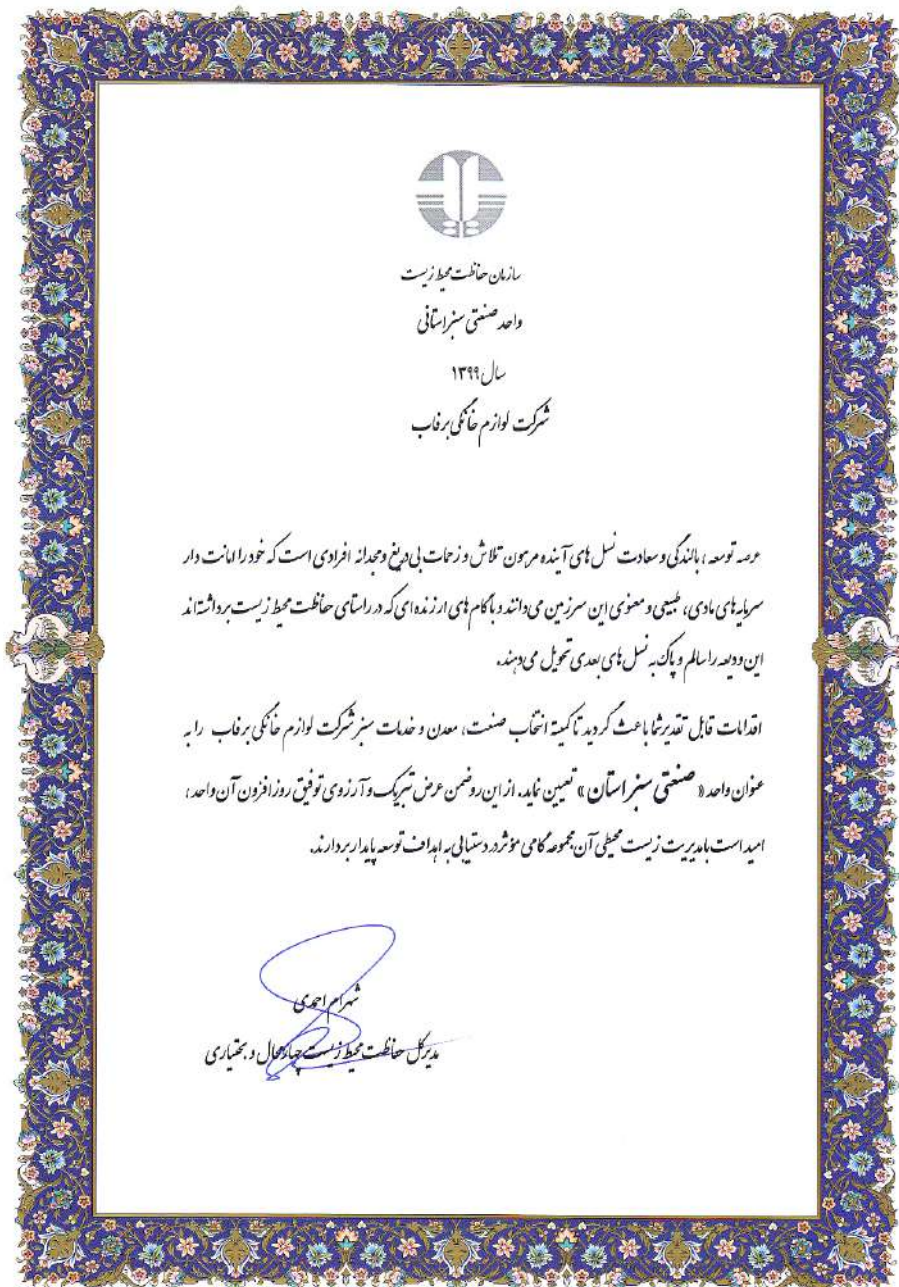 سازمان حفاظت محیط زیست
واحد صنعتی سبز استانی
سال ۱۳۹۹
شرکت لوازم خانگی برفاب
عرصه توسعه، بالندگی و سعادت نسل های آینده مرهون تلاش و زحمات بی دریغ و مجدانه افرادی است که خود را امانت دار
سرمایه های مادی، طبیعی و معنوی این سرزمین می دانند و با گام های ارزنده ای که در راستای حفاظت محیط زیست برداشته اند
این ودیعه را سالم و پاک به نسل های بعدی تحویل می دهند.
اقدامات قابل تقدیر شما باعث گردید تا کمیته انتخاب صنعت، معدن و خدمات سبز شرکت لوازم خانگی برفاب را به
عنوان واحد « صنعتی سبز استان » تعیین نماید. از این رو ضمن عرض تبریک و آرزوی توفیق روزافزون آن واحد،
امید است با مدیریت زیست محیطی آن مجموعه گامی مؤثر در دستیابی به اهداف توسعه پایدار بردارند.
شهرام احمدی
مدیرکل حفاظت محیط زیست چهارمحال و بختیاری